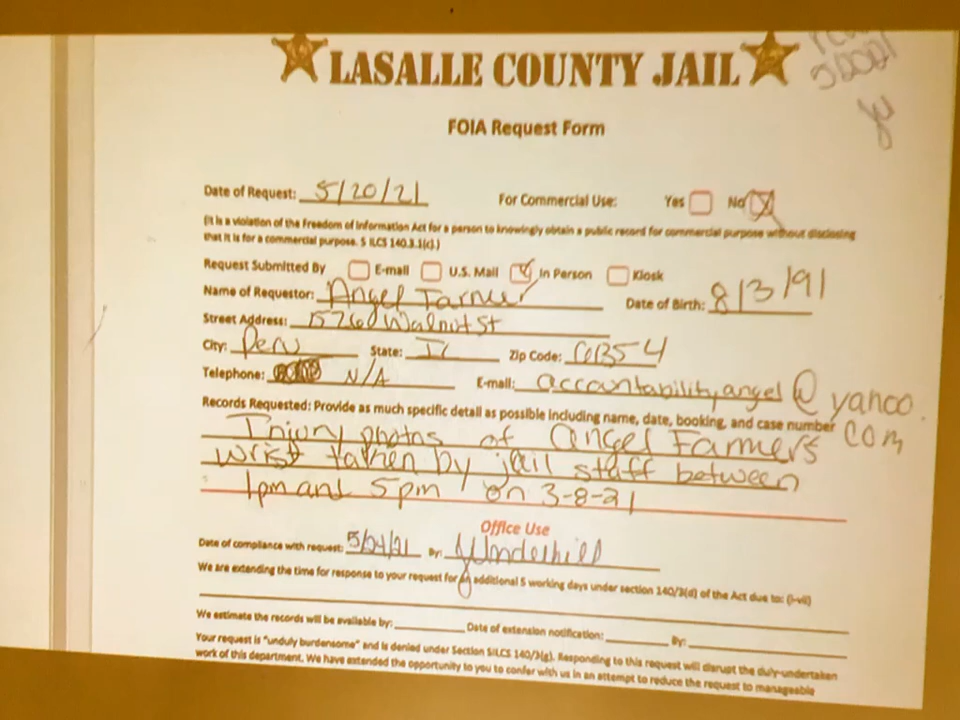 LASALLE COUNTY JAIL
5/20/21
FOIA Request Form
Date of Request: 5/20/21 For Commercial Use: Yes No
(It is a violation of the Freedom of Information Act for a person to knowingly obtain a public record for commercial purpose without disclosing
that it is for a commercial purpose. 5 ILCS 140.3.1(c).)
Request Submitted By E-mail U.S. Mail In Person Kiosk
Name of Requestor: Angel Farmer Date of Birth: 8/3/91
Street Address: Walnut St
City: Peru State: IL Zip Code: 61354
Telephone: N/A E-mail: accountabilityangel@yahoo.com
Records Requested: Provide as much specific detail as possible including name, date, booking, and case number
Injury photos of Angel Farmers
wrist taken by jail staff between
1pm and 5pm on 3-8-21
Office Use
Date of compliance with request: 5/24/21 By: J Underhill
We are extending the time for response to your request for an additional 5 working days under section 140/3(d) of the Act due to: (i-vii)
We estimate the records will be available by: Date of extension notification: By:
Your request is "unduly burdensome" and is denied under Section 5ILCS 140/3(g). Responding to this request will disrupt the duly-undertaken
work of this department. We have extended the opportunity to you to confer with us in an attempt to reduce the request to manageable